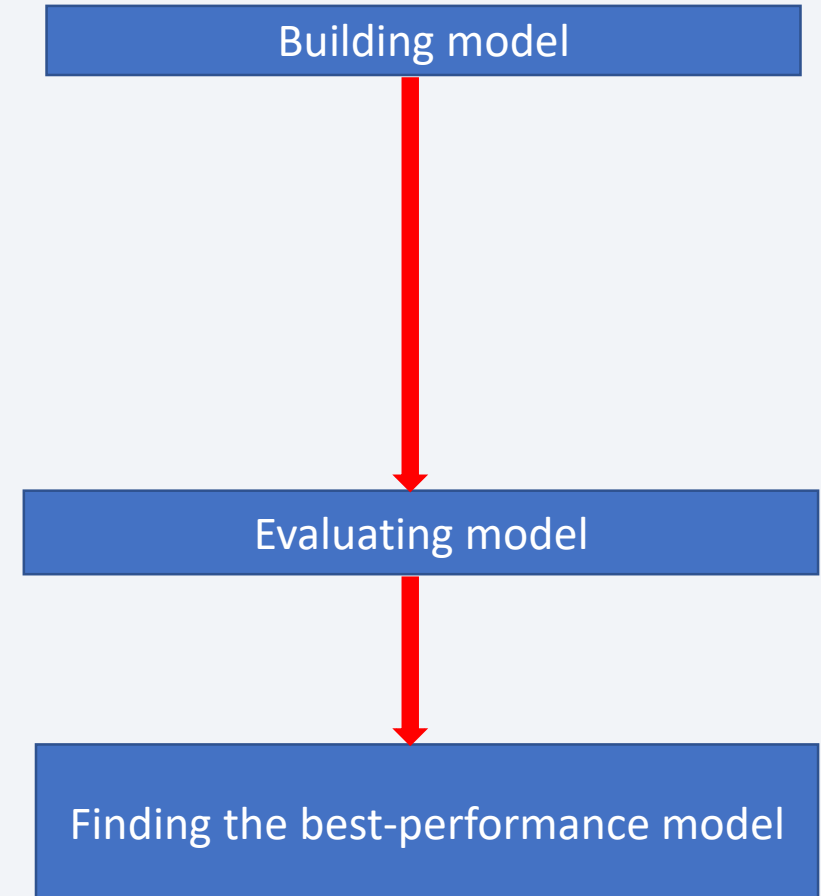 Building model
Evaluating model
Finding the best-performance model